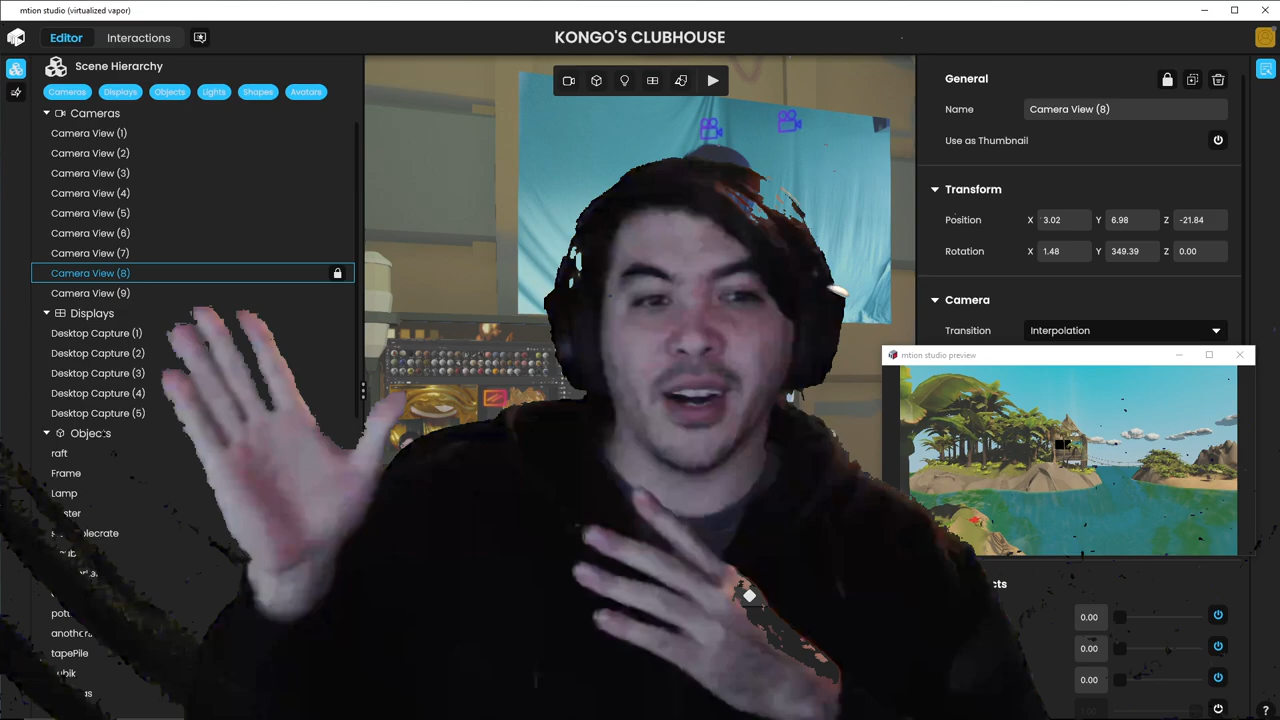 mtion studio (virtualized vapor)
Editor
Interactions
KONGO'S CLUBHOUSE
Scene Hierarchy
Cameras
Displays
Objects
Lights
Shapes
Avatars
Cameras
Camera View (1)
Camera View (2)
Camera View (3)
Camera View (4)
Camera View (5)
Camera View (6)
Camera View (7)
Camera View (8)
Camera View (9)
Displays
Desktop Capture (1)
Desktop Capture (2)
Desktop Capture (3)
Desktop Capture (4)
Desktop Capture (5)
Objects
raft
Frame
Lamp
tapePile
General
Name
Camera View (8)
Use as Thumbnail
Transform
Position X 3.02 Y 6.98 Z -21.84
Rotation X 1.48 Y 349.39 Z 0.00
Camera
Transition
Interpolation
mtion studio preview
0.00
0.00
0.00
?